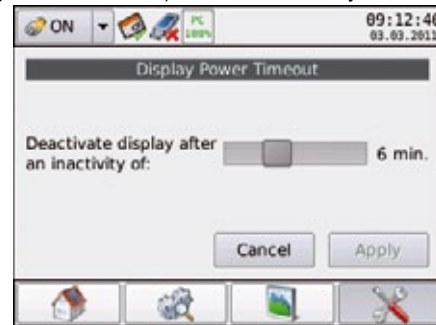 ON
PC
100%
09:12:46
03.03.2011
Display Power Timeout
Deactivate display after
an inactivity of:
6 min.
Cancel
Apply